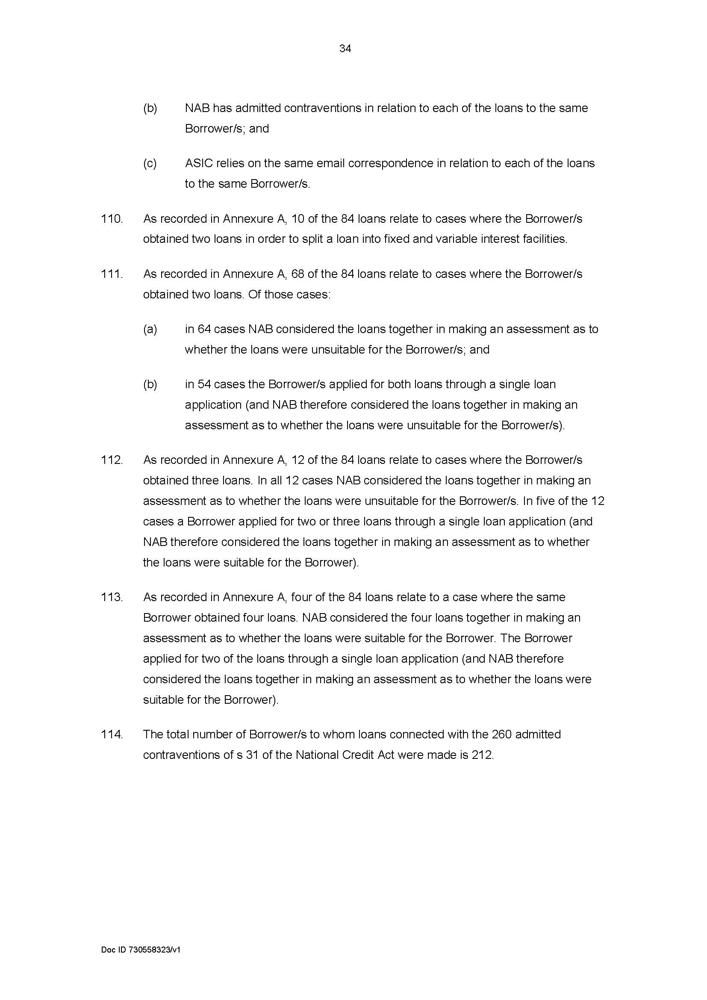 34
(b) NAB has admitted contraventions in relation to each of the loans to the same
Borrower/s; and
(c) ASIC relies on the same email correspondence in relation to each of the loans
to the same Borrower/s.
110. As recorded in Annexure A, 10 of the 84 loans relate to cases where the Borrower/s
obtained two loans in order to split a loan into fixed and variable interest facilities.
111. As recorded in Annexure A, 68 of the 84 loans relate to cases where the Borrower/s
obtained two loans. Of those cases:
(a) in 64 cases NAB considered the loans together in making an assessment as to
whether the loans were unsuitable for the Borrower/s; and
(b) in 54 cases the Borrower/s applied for both loans through a single loan
application (and NAB therefore considered the loans together in making an
assessment as to whether the loans were unsuitable for the Borrower/s).
112. As recorded in Annexure A, 12 of the 84 loans relate to cases where the Borrower/s
obtained three loans. In all 12 cases NAB considered the loans together in making an
assessment as to whether the loans were unsuitable for the Borrower/s. In five of the 12
cases a Borrower applied for two or three loans through a single loan application (and
NAB therefore considered the loans together in making an assessment as to whether
the loans were suitable for the Borrower).
113. As recorded in Annexure A, four of the 84 loans relate to a case where the same
Borrower obtained four loans. NAB considered the four loans together in making an
assessment as to whether the loans were suitable for the Borrower. The Borrower
applied for two of the loans through a single loan application (and NAB therefore
considered the loans together in making an assessment as to whether the loans were
suitable for the Borrower).
114. The total number of Borrower/s to whom loans connected with the 260 admitted
contraventions of s 31 of the National Credit Act were made is 212.
Doc ID 730558323/v1